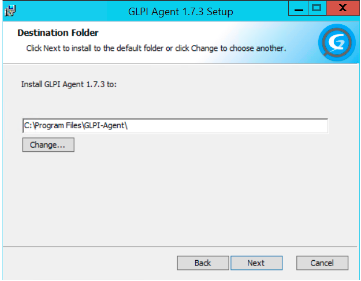 GLPI Agent 1.7.3 Setup
Destination Folder
Click Next to install to the default folder or click Change to choose another.
Install GLPI Agent 1.7.3 to:
C:\Program Files\GLPI-Agent\
Change...
Back Next Cancel